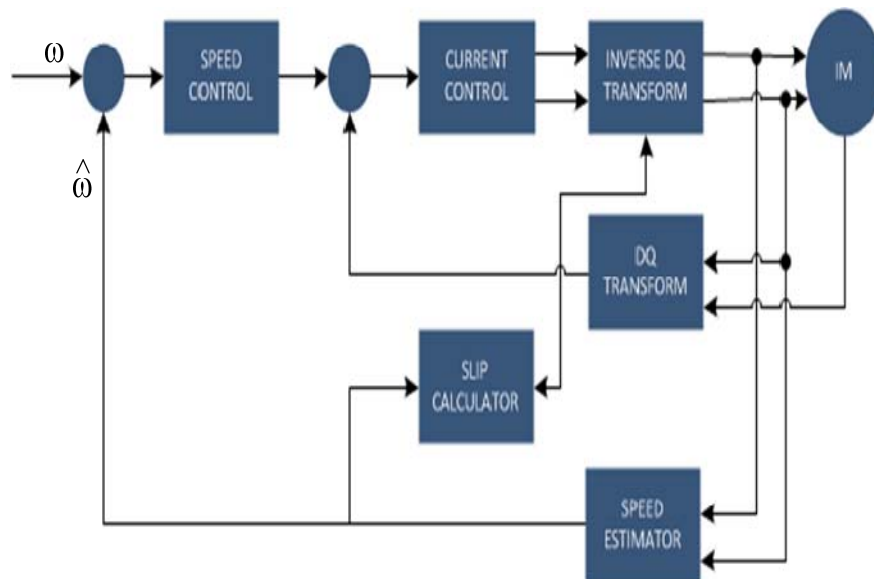 ω
SPEED
CONTROL
CURRENT
CONTROL
INVERSE DQ
TRANSFORM
IM
ω̂
DQ
TRANSFORM
SLIP
CALCULATOR
SPEED
ESTIMATOR